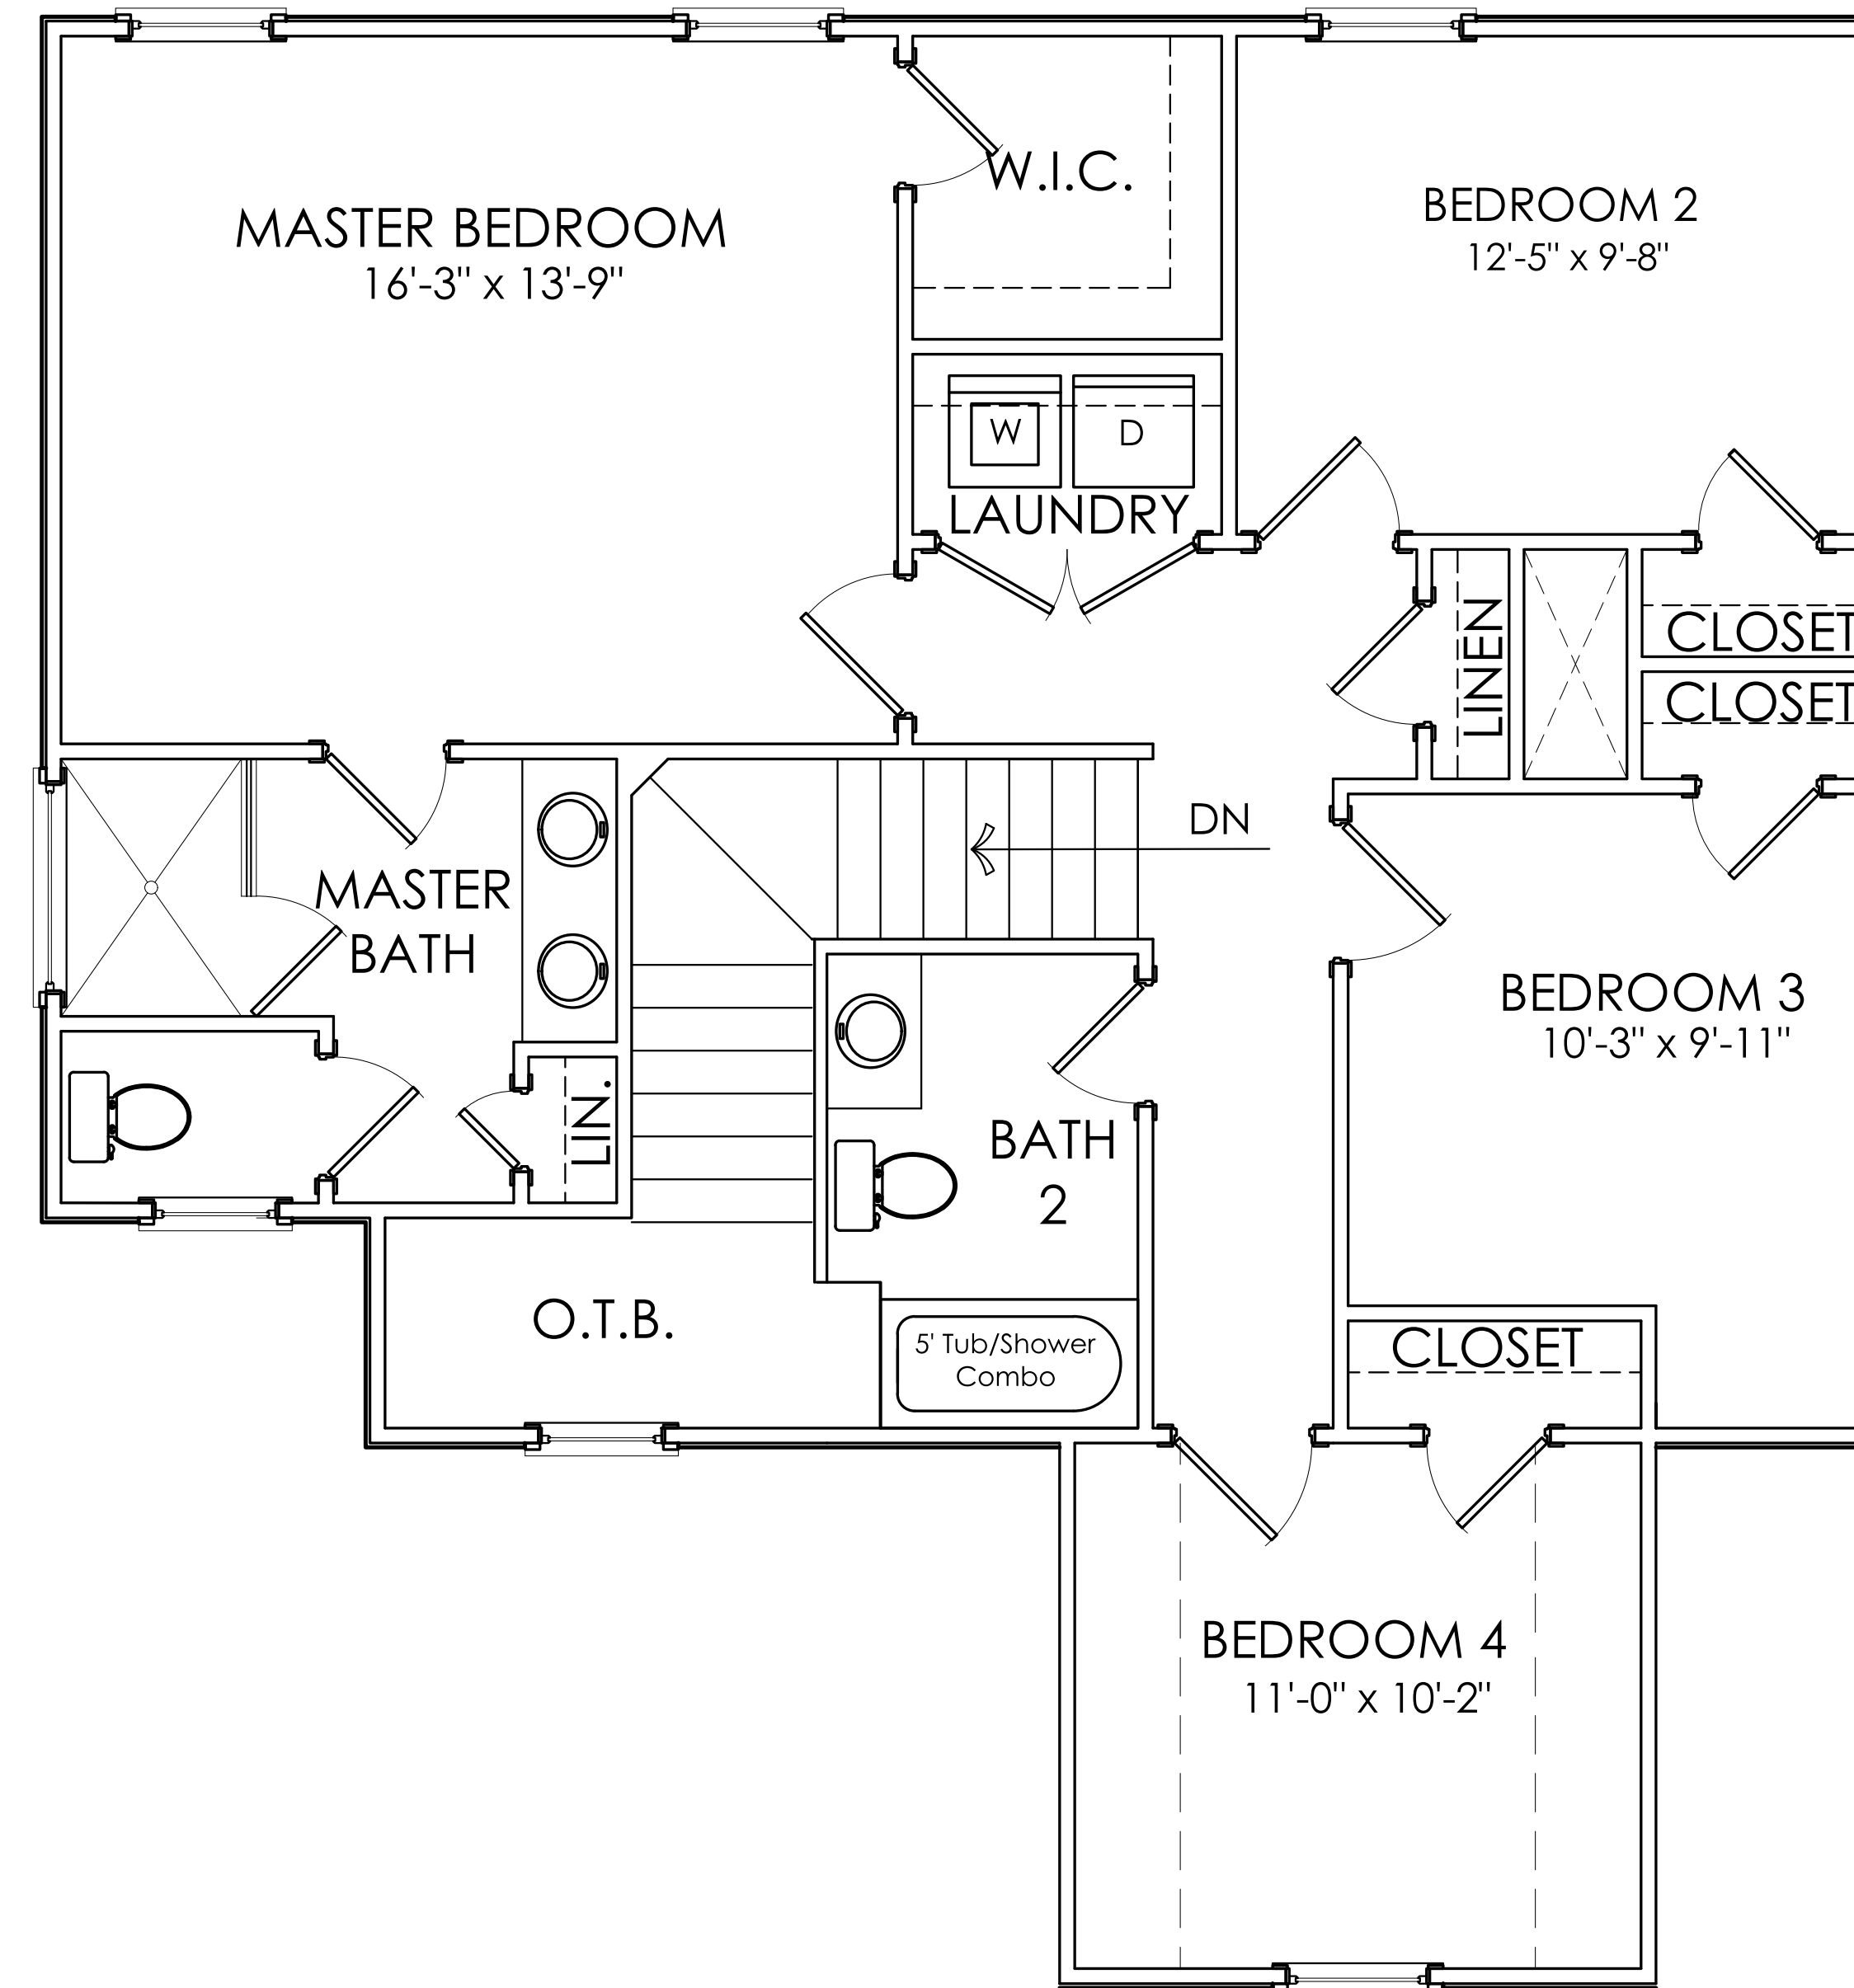 MASTER BEDROOM
16'-3" x 13'-9"
W.I.C.
BEDROOM 2
12'-5" x 9'-8"
W
D
LAUNDRY
LINEN
CLOSET
CLOSET
DN
MASTER
BATH
BEDROOM 3
10'-3" x 9'-11"
LIN.
BATH
2
O.T.B.
5' Tub/Shower
Combo
CLOSET
BEDROOM 4
11'-0" x 10'-2"